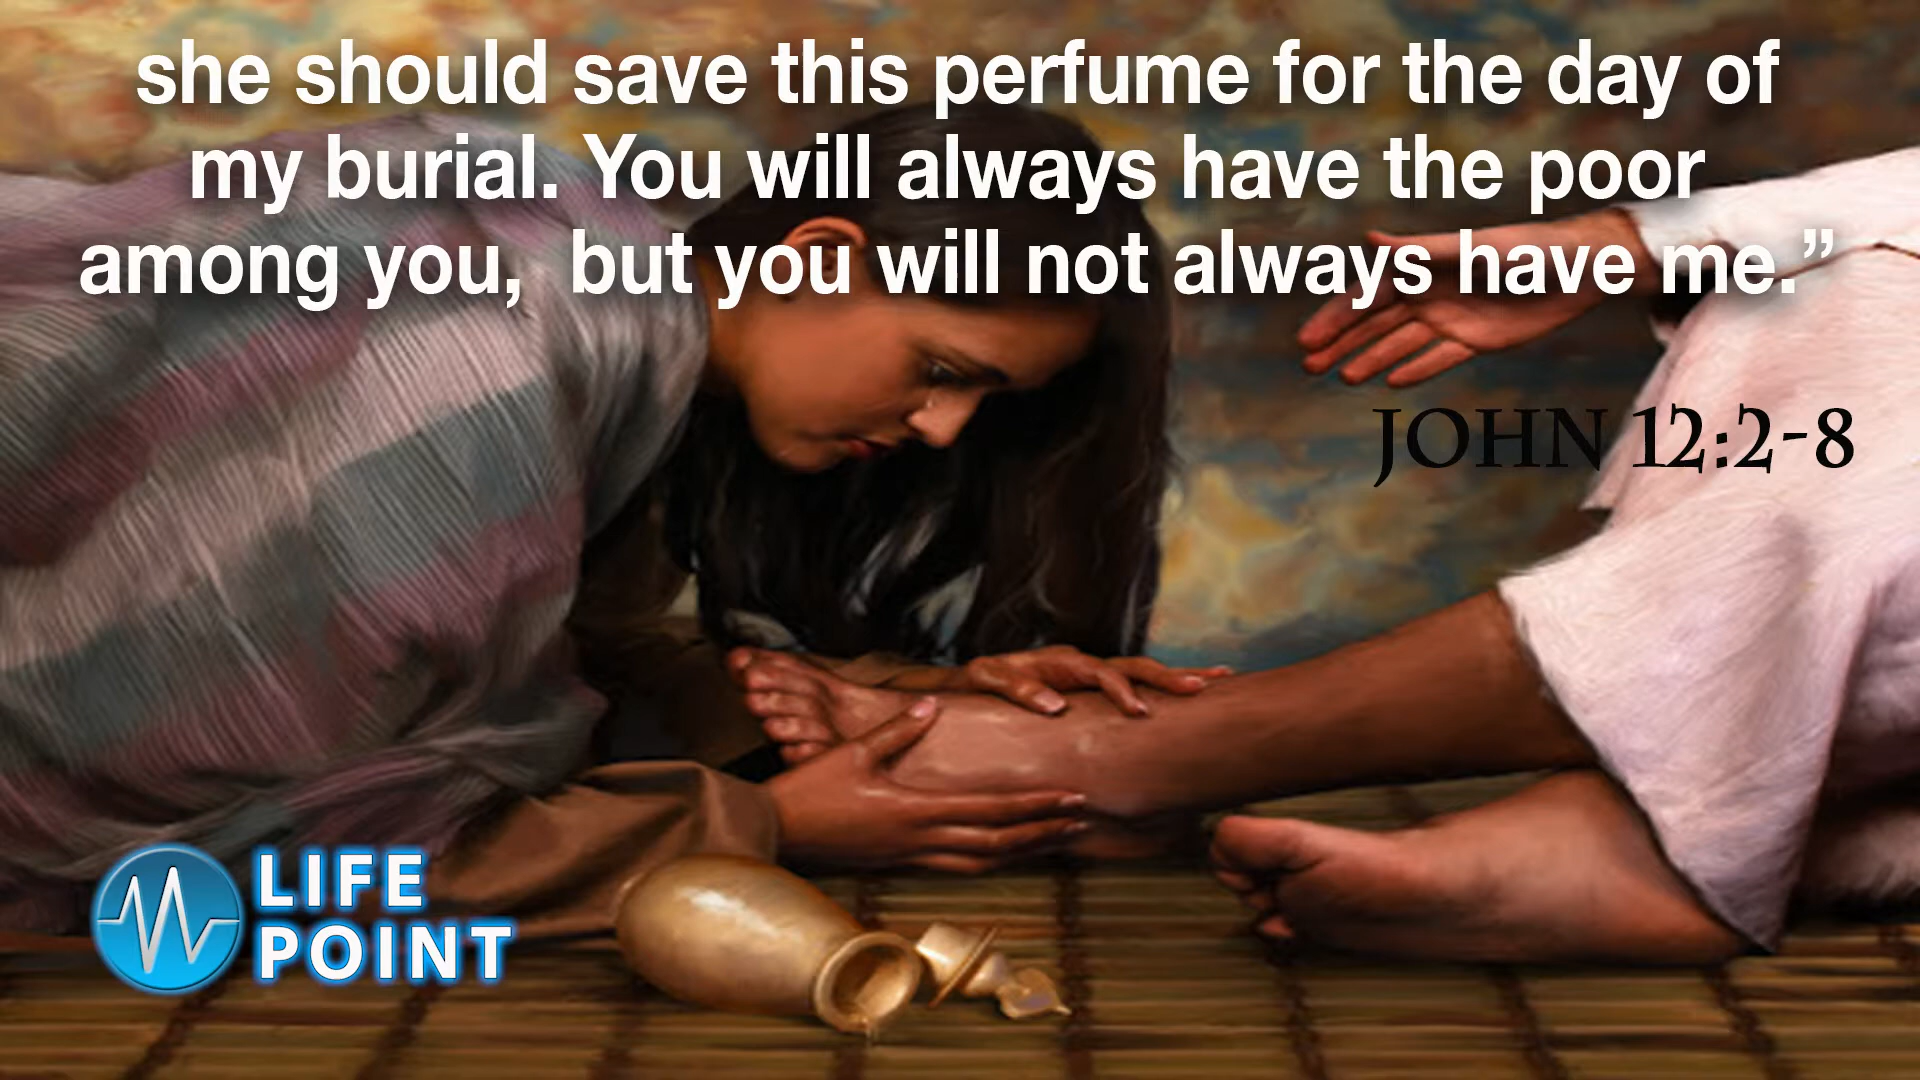 she should save this perfume for the day of
my burial. You will always have the poor
among you,  but you will not always have me.”
JOHN 12:2-8
LIFE
POINT